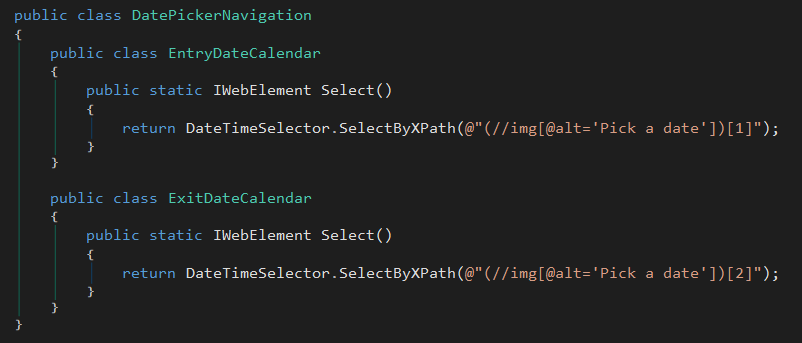 public class DatePickerNavigation
{
public class EntryDateCalendar
{
public static IWebElement Select()
{
return DateTimeSelector.SelectByXPath(@"(//img[@alt='Pick a date'])[1]");
}
}
public class ExitDateCalendar
{
public static IWebElement Select()
{
return DateTimeSelector.SelectByXPath(@"(//img[@alt='Pick a date'])[2]");
}
}
}